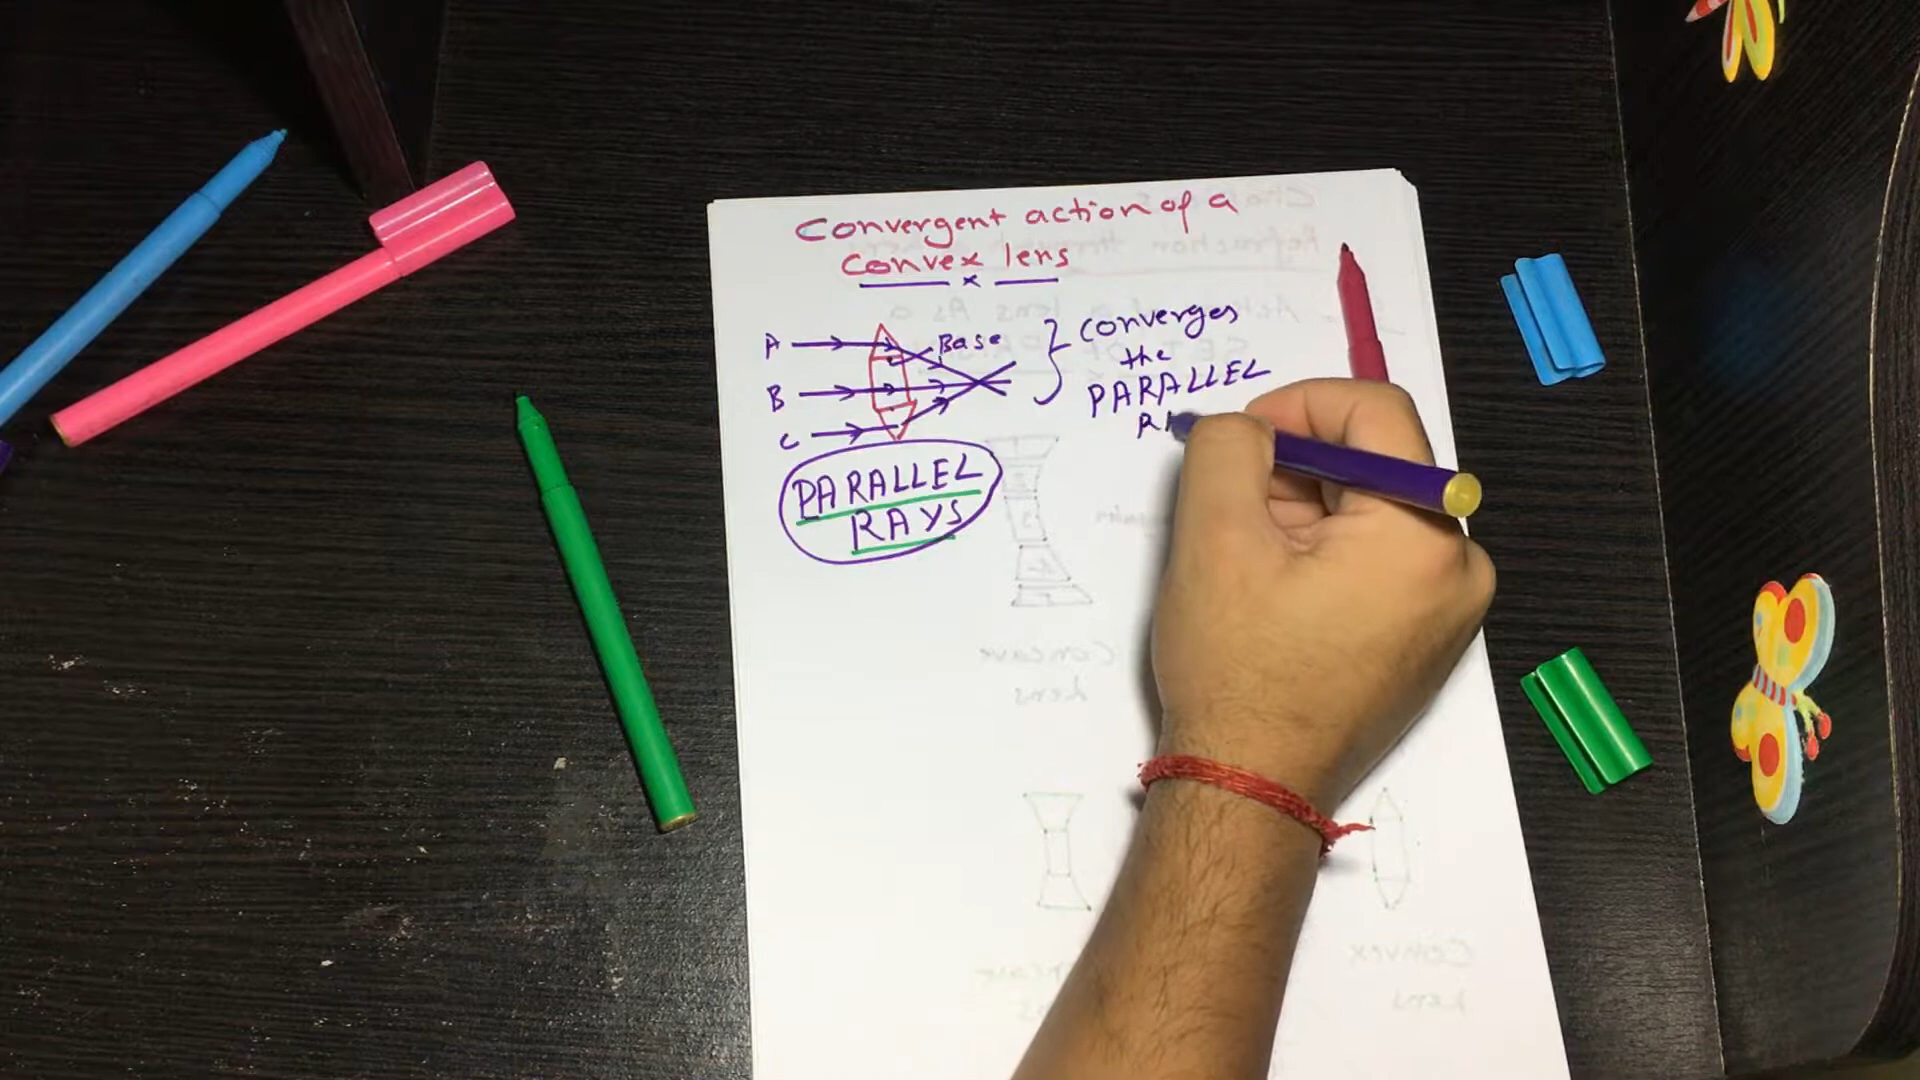 Convergent action of a
Convex lens
x
A
Base
} Converges
the
B
PARALLEL
C
PARALLEL
RAYS